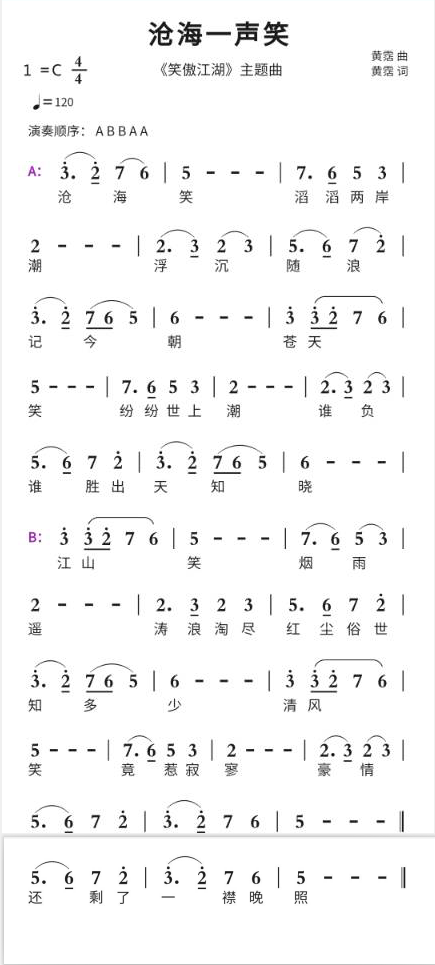 沧海一声笑
1 =C 4/4
《笑傲江湖》主题曲
黄霑 曲
黄霑 词
♩=120
演奏顺序： A B B A A
A: 3̇. 2̇ 7 6 | 5 - - - | 7. 6 5 3 |
沧 海 笑 滔 滔 两 岸
2 - - - | 2. 3 2 3 | 5. 6 7 2̇ |
潮 浮 沉 随 浪
3̇. 2̇ 7 6 5 | 6 - - - | 3̇ 3̇ 2̇ 7 6 |
记 今 朝 苍 天
5 - - - | 7. 6 5 3 | 2 - - - | 2. 3 2 3 |
笑 纷 纷 世 上 潮 谁 负
5. 6 7 2̇ | 3̇. 2̇ 7 6 5 | 6 - - - |
谁 胜 出 天 知 晓
B: 3̇ 3̇ 2̇ 7 6 | 5 - - - | 7. 6 5 3 |
江 山 笑 烟 雨
2 - - - | 2. 3 2 3 | 5. 6 7 2̇ |
遥 涛 浪 淘 尽 红 尘 俗 世
3̇. 2̇ 7 6 5 | 6 - - - | 3̇ 3̇ 2̇ 7 6 |
知 多 少 清 风
5 - - - | 7. 6 5 3 | 2 - - - | 2. 3 2 3 |
笑 竟 惹 寂 寥 豪 情
5. 6 7 2̇ | 3̇. 2̇ 7 6 | 5 - - - ‖
5. 6 7 2̇ | 3̇. 2̇ 7 6 | 5 - - - ‖
还 剩 了 一 襟 晚 照